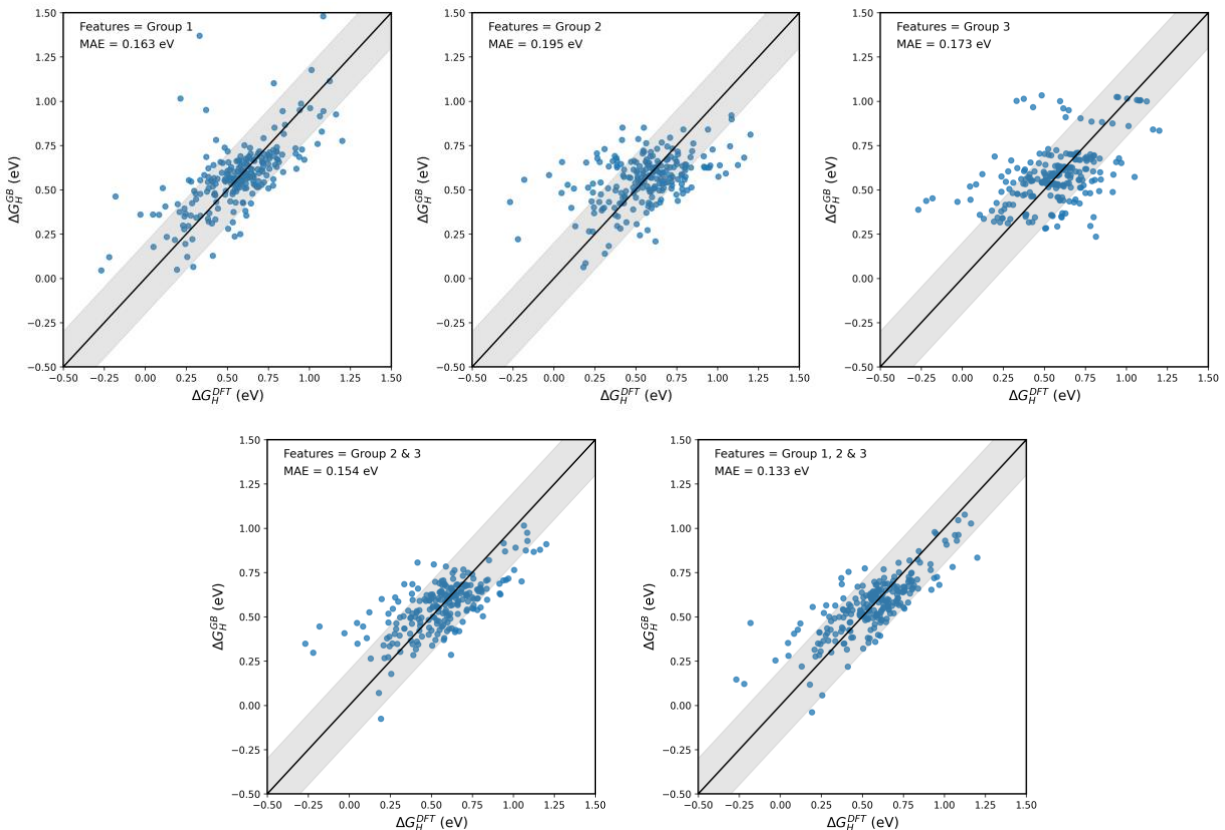 Features = Group 1
MAE = 0.163 eV
1.50
1.25
1.00
0.75
0.50
0.25
0.00
−0.25
−0.50
ΔG_H^GB (eV)
−0.50 −0.25 0.00 0.25 0.50 0.75 1.00 1.25 1.50
ΔG_H^DFT (eV)
Features = Group 2
MAE = 0.195 eV
1.50
1.25
1.00
0.75
0.50
0.25
0.00
−0.25
−0.50
ΔG_H^GB (eV)
−0.50 −0.25 0.00 0.25 0.50 0.75 1.00 1.25 1.50
ΔG_H^DFT (eV)
Features = Group 3
MAE = 0.173 eV
1.50
1.25
1.00
0.75
0.50
0.25
0.00
−0.25
−0.50
ΔG_H^GB (eV)
−0.50 −0.25 0.00 0.25 0.50 0.75 1.00 1.25 1.50
ΔG_H^DFT (eV)
Features = Group 2 & 3
MAE = 0.154 eV
1.50
1.25
1.00
0.75
0.50
0.25
0.00
−0.25
−0.50
ΔG_H^GB (eV)
−0.50 −0.25 0.00 0.25 0.50 0.75 1.00 1.25 1.50
ΔG_H^DFT (eV)
Features = Group 1, 2 & 3
MAE = 0.133 eV
1.50
1.25
1.00
0.75
0.50
0.25
0.00
−0.25
−0.50
ΔG_H^GB (eV)
−0.50 −0.25 0.00 0.25 0.50 0.75 1.00 1.25 1.50
ΔG_H^DFT (eV)